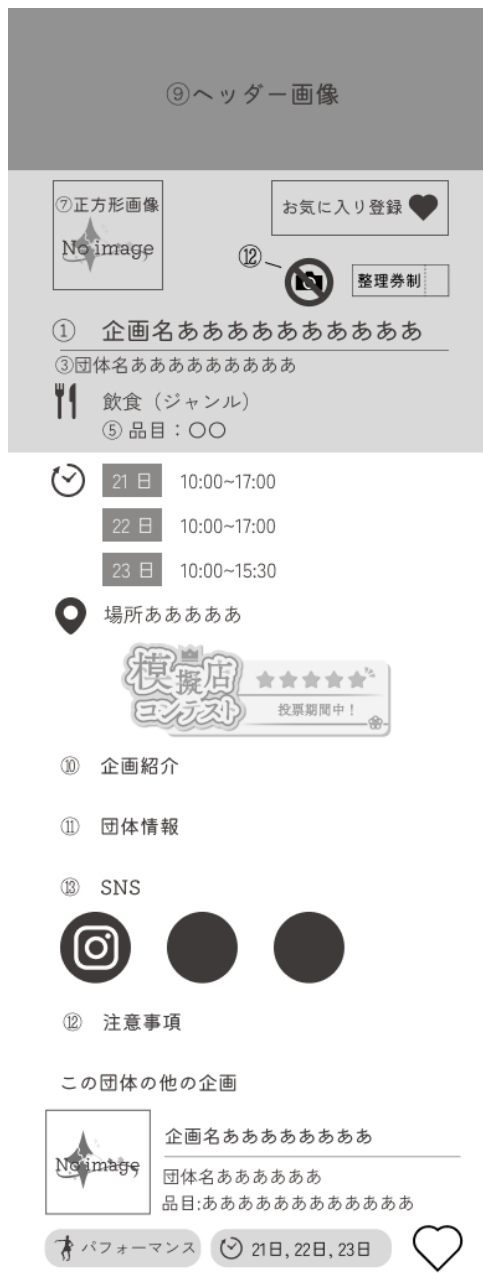 ⑨ヘッダー画像
⑦正方形画像
No image
お気に入り登録
⑫
整理券制
① 企画名ああああああああああ
③団体名あああああああああ
飲食（ジャンル）
⑤ 品目：〇〇
21 日 10:00~17:00
22 日 10:00~17:00
23 日 10:00~15:30
場所あああああ
模擬店
コンテスト
投票期間中！
⑩ 企画紹介
⑪ 団体情報
⑬ SNS
⑫ 注意事項
この団体の他の企画
No image
企画名ああああああああ
団体名ああああああ
品目:ああああああああああああ
パフォーマンス
21日, 22日, 23日